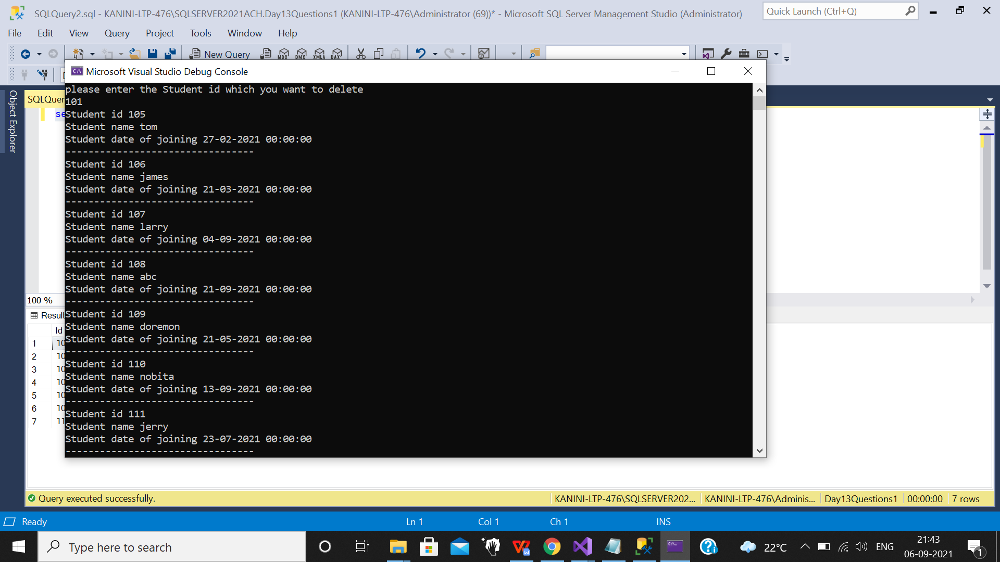 SQLQuery2.sql - KANINI-LTP-476\SQLSERVER2021ACH.Day13Questions1 (KANINI-LTP-476\Administrator (69))* - Microsoft SQL Server Management Studio (Administrator)
Quick Launch (Ctrl+Q)
File Edit View Query Project Tools Window Help
New Query
MDX DMX XMLA DAX
Microsoft Visual Studio Debug Console
Object Explorer
SQLQuer
se
please enter the Student id which you want to delete
101
Student id 105
Student name tom
Student date of joining 27-02-2021 00:00:00
---------------------------------
Student id 106
Student name james
Student date of joining 21-03-2021 00:00:00
---------------------------------
Student id 107
Student name larry
Student date of joining 04-09-2021 00:00:00
---------------------------------
Student id 108
Student name abc
Student date of joining 21-09-2021 00:00:00
---------------------------------
Student id 109
Student name doremon
Student date of joining 21-05-2021 00:00:00
---------------------------------
Student id 110
Student name nobita
Student date of joining 13-09-2021 00:00:00
---------------------------------
Student id 111
Student name jerry
Student date of joining 23-07-2021 00:00:00
---------------------------------
100 %
Result
Id
1 10
2 10
3 10
4 10
5 10
6 10
7 11
Query executed successfully.
KANINI-LTP-476\SQLSERVER202... KANINI-LTP-476\Adminis... Day13Questions1 00:00:00 7 rows
Ready Ln 1 Col 1 Ch 1 INS
Type here to search
22°C ENG
21:43
06-09-2021
1